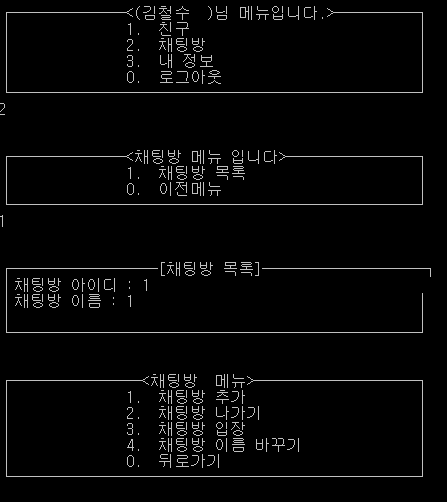 <(김철수  )님 메뉴입니다.>
1. 친구
2. 채팅방
3. 내 정보
0. 로그아웃
2
<채팅방 메뉴 입니다>
1. 채팅방 목록
0. 이전메뉴
1
[채팅방 목록]
채팅방 아이디 : 1
채팅방 이름 : 1
<채팅방  메뉴>
1. 채팅방 추가
2. 채팅방 나가기
3. 채팅방 입장
4. 채팅방 이름 바꾸기
0. 뒤로가기